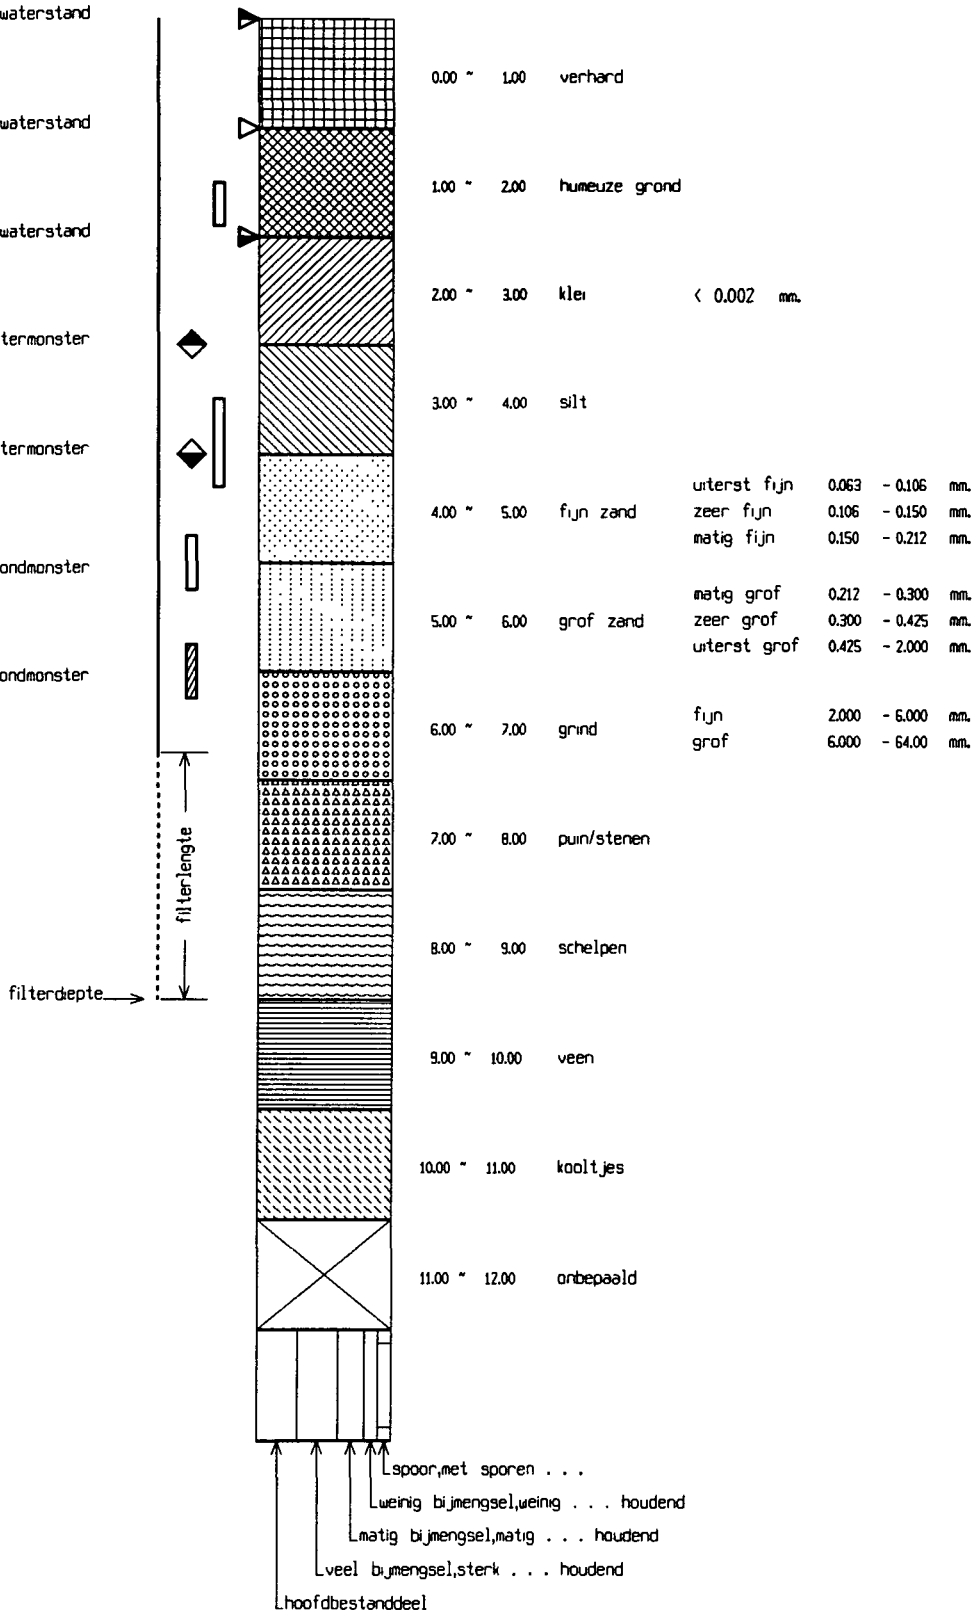 waterstand
0.00 ~ 1.00 verhard
waterstand
1.00 ~ 2.00 humeuze grond
waterstand
2.00 ~ 3.00 klei < 0.002 mm.
termonster
3.00 ~ 4.00 silt
termonster
uiterst fijn 0.063 - 0.106 mm.
4.00 ~ 5.00 fijn zand zeer fijn 0.106 - 0.150 mm.
matig fijn 0.150 - 0.212 mm.
ondmonster
matig grof 0.212 - 0.300 mm.
5.00 ~ 6.00 grof zand zeer grof 0.300 - 0.425 mm.
uiterst grof 0.425 - 2.000 mm.
ondmonster
fijn 2.000 - 6.000 mm.
6.00 ~ 7.00 grind
grof 6.000 - 64.00 mm.
7.00 ~ 8.00 puin/stenen
filterlengte
8.00 ~ 9.00 schelpen
filterdiepte
9.00 ~ 10.00 veen
10.00 ~ 11.00 kooltjes
11.00 ~ 12.00 onbepaald
spoor,met sporen . . .
weinig bijmengsel,weinig . . . houdend
matig bijmengsel,matig . . . houdend
veel bijmengsel,sterk . . . houdend
hoofdbestanddeel